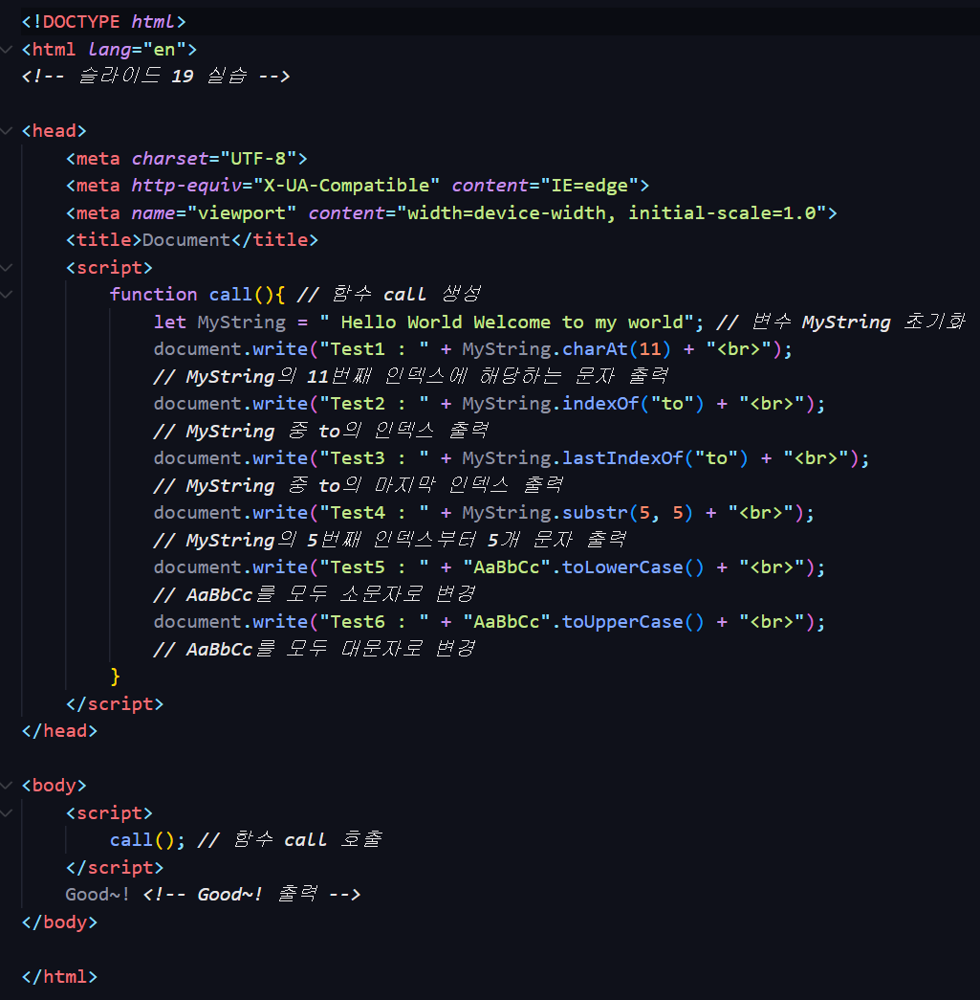 <!DOCTYPE html>
<html lang="en">
<!-- 슬라이드 19 실습 -->
<head>
<meta charset="UTF-8">
<meta http-equiv="X-UA-Compatible" content="IE=edge">
<meta name="viewport" content="width=device-width, initial-scale=1.0">
<title>Document</title>
<script>
function call(){ // 함수 call 생성
let MyString = " Hello World Welcome to my world"; // 변수 MyString 초기화
document.write("Test1 : " + MyString.charAt(11) + "<br>");
// MyString의 11번째 인덱스에 해당하는 문자 출력
document.write("Test2 : " + MyString.indexOf("to") + "<br>");
// MyString 중 to의 인덱스 출력
document.write("Test3 : " + MyString.lastIndexOf("to") + "<br>");
// MyString 중 to의 마지막 인덱스 출력
document.write("Test4 : " + MyString.substr(5, 5) + "<br>");
// MyString의 5번째 인덱스부터 5개 문자 출력
document.write("Test5 : " + "AaBbCc".toLowerCase() + "<br>");
// AaBbCc를 모두 소문자로 변경
document.write("Test6 : " + "AaBbCc".toUpperCase() + "<br>");
// AaBbCc를 모두 대문자로 변경
}
</script>
</head>
<body>
<script>
call(); // 함수 call 호출
</script>
Good~! <!-- Good~! 출력 -->
</body>
</html>